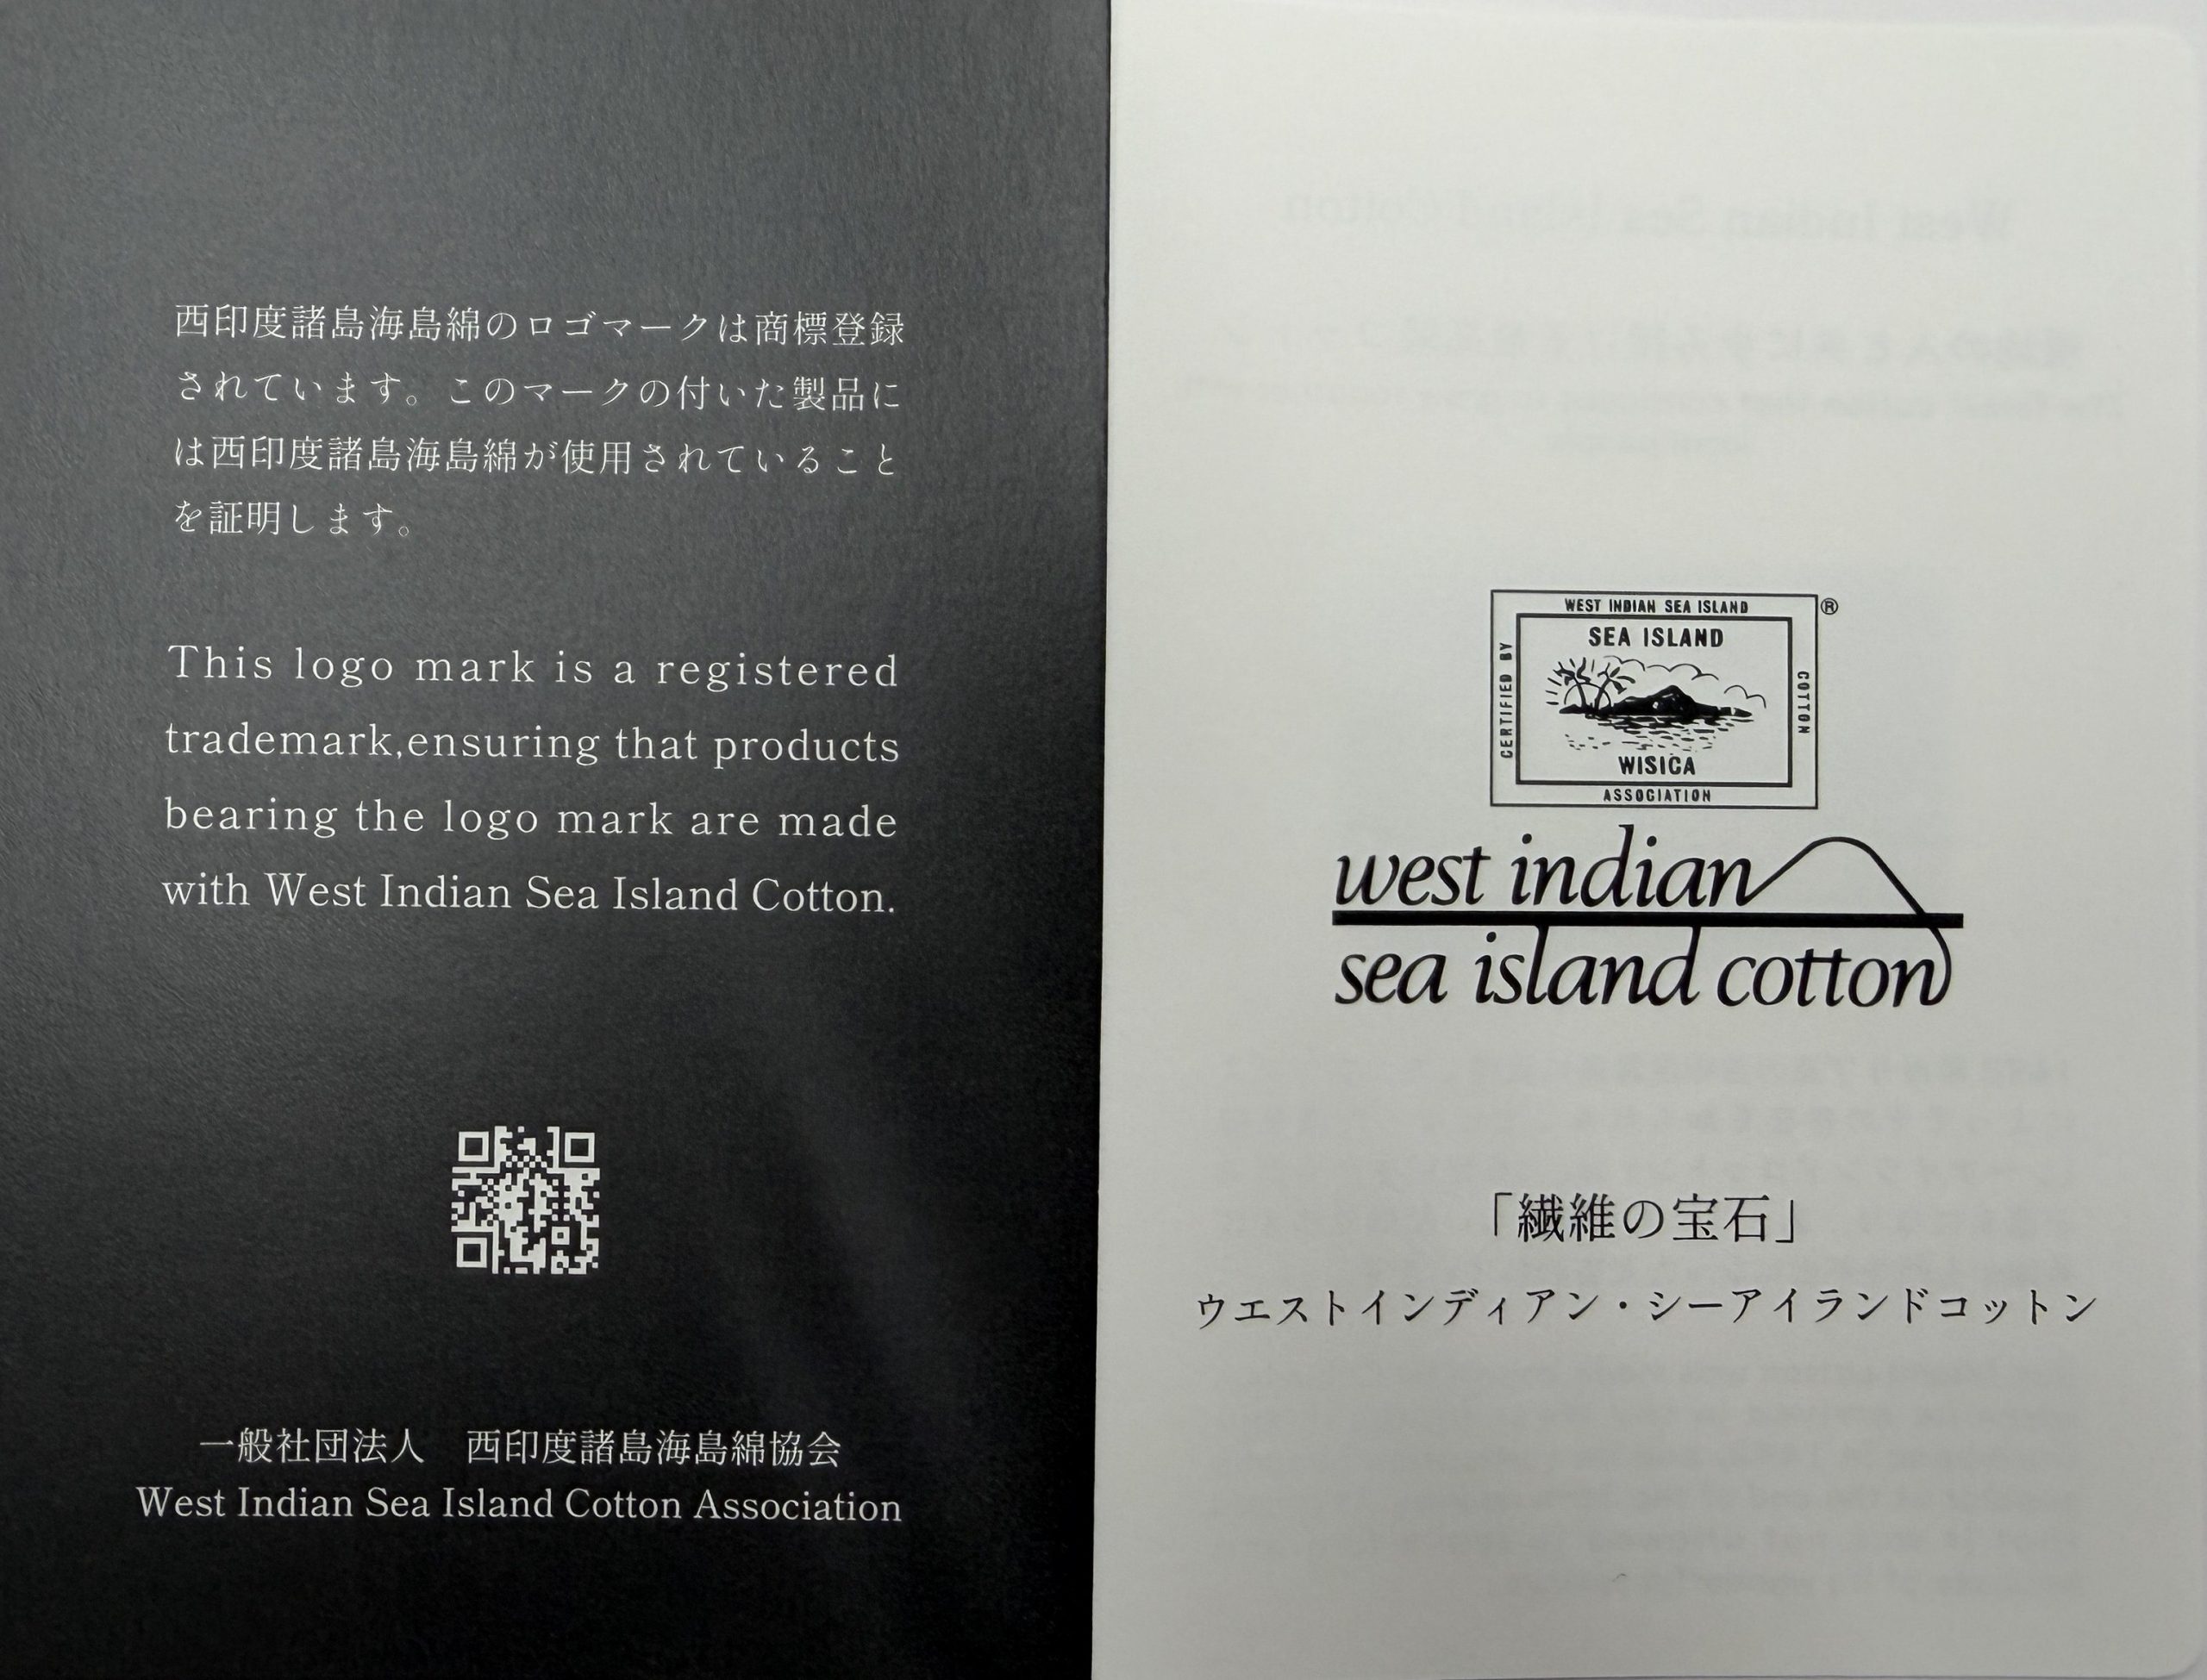 西印度諸島海島綿のロゴマークは商標登録
されています。このマークの付いた製品に
は西印度諸島海島綿が使用されていること
を証明します。
This logo mark is a registered
trademark,ensuring that products
bearing the logo mark are made
with West Indian Sea Island Cotton.
一般社団法人　西印度諸島海島綿協会
West Indian Sea Island Cotton Association
WEST INDIAN SEA ISLAND
®
SEA ISLAND
CERTIFIED BY
COTTON
WISICA
ASSOCIATION
west indian
sea island cotton
「繊維の宝石」
ウエストインディアン・シーアイランドコットン